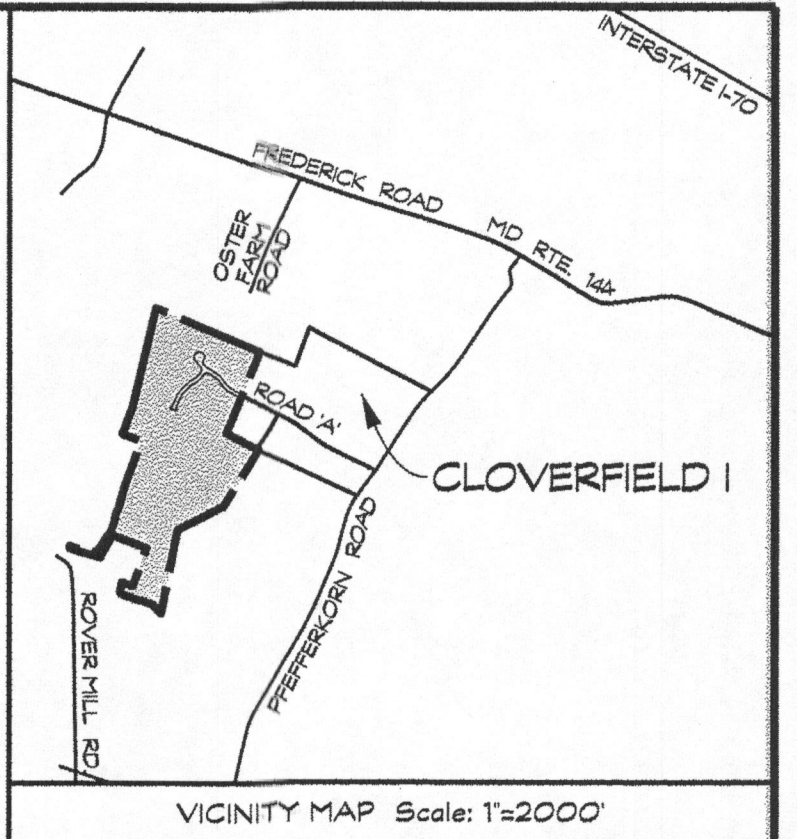 INTERSTATE I-70
FREDERICK ROAD
MD RTE. 144
OSTER
FARM
ROAD
ROAD 'A'
CLOVERFIELD I
PFEFFERKORN ROAD
ROVER MILL RD.
VICINITY MAP Scale: 1"=2000'